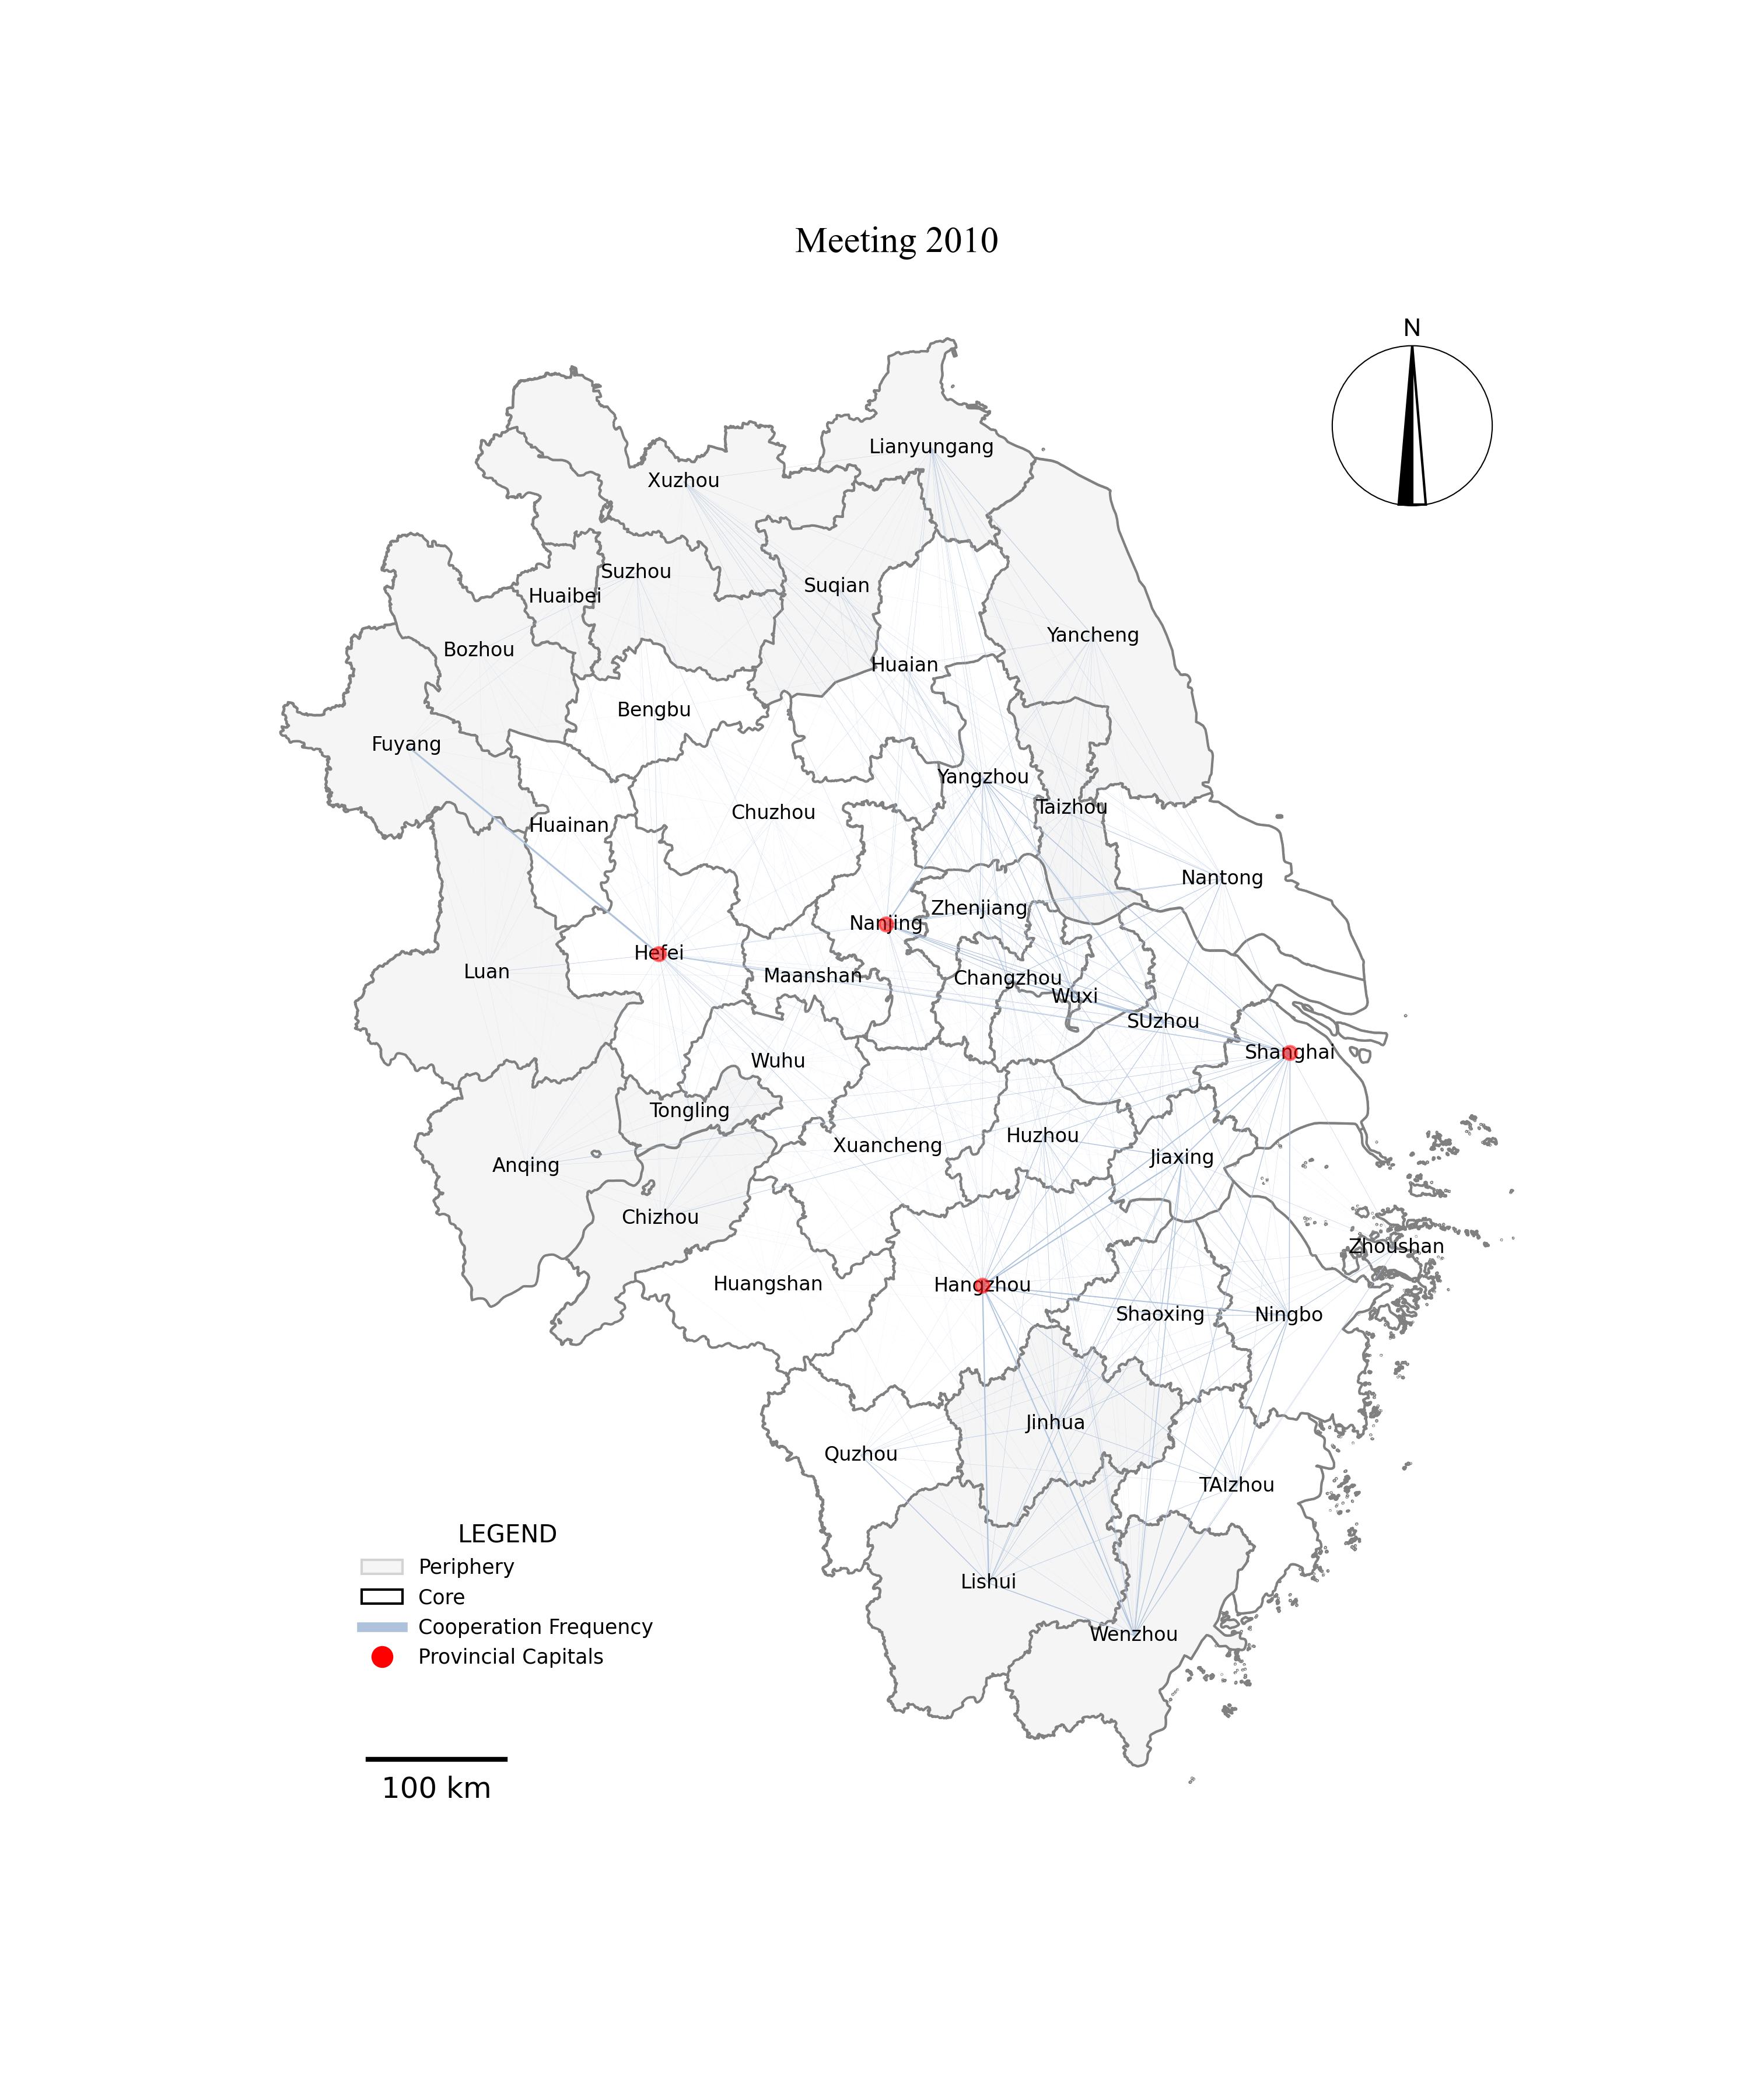 Meeting 2010
N
Lianyungang
Xuzhou
Suzhou
Suqian
Huaibei
Yancheng
Bozhou
Huaian
Bengbu
Fuyang
Yangzhou
Taizhou
Chuzhou
Huainan
Nantong
Zhenjiang
Nanjing
Hefei
Luan
Maanshan
Changzhou
Wuxi
SUzhou
Shanghai
Wuhu
Tongling
Huzhou
Xuancheng
Jiaxing
Anqing
Chizhou
Zhoushan
Huangshan
Hangzhou
Shaoxing
Ningbo
Jinhua
Quzhou
TAIzhou
Lishui
Wenzhou
LEGEND
Periphery
Core
Cooperation Frequency
Provincial Capitals
100 km